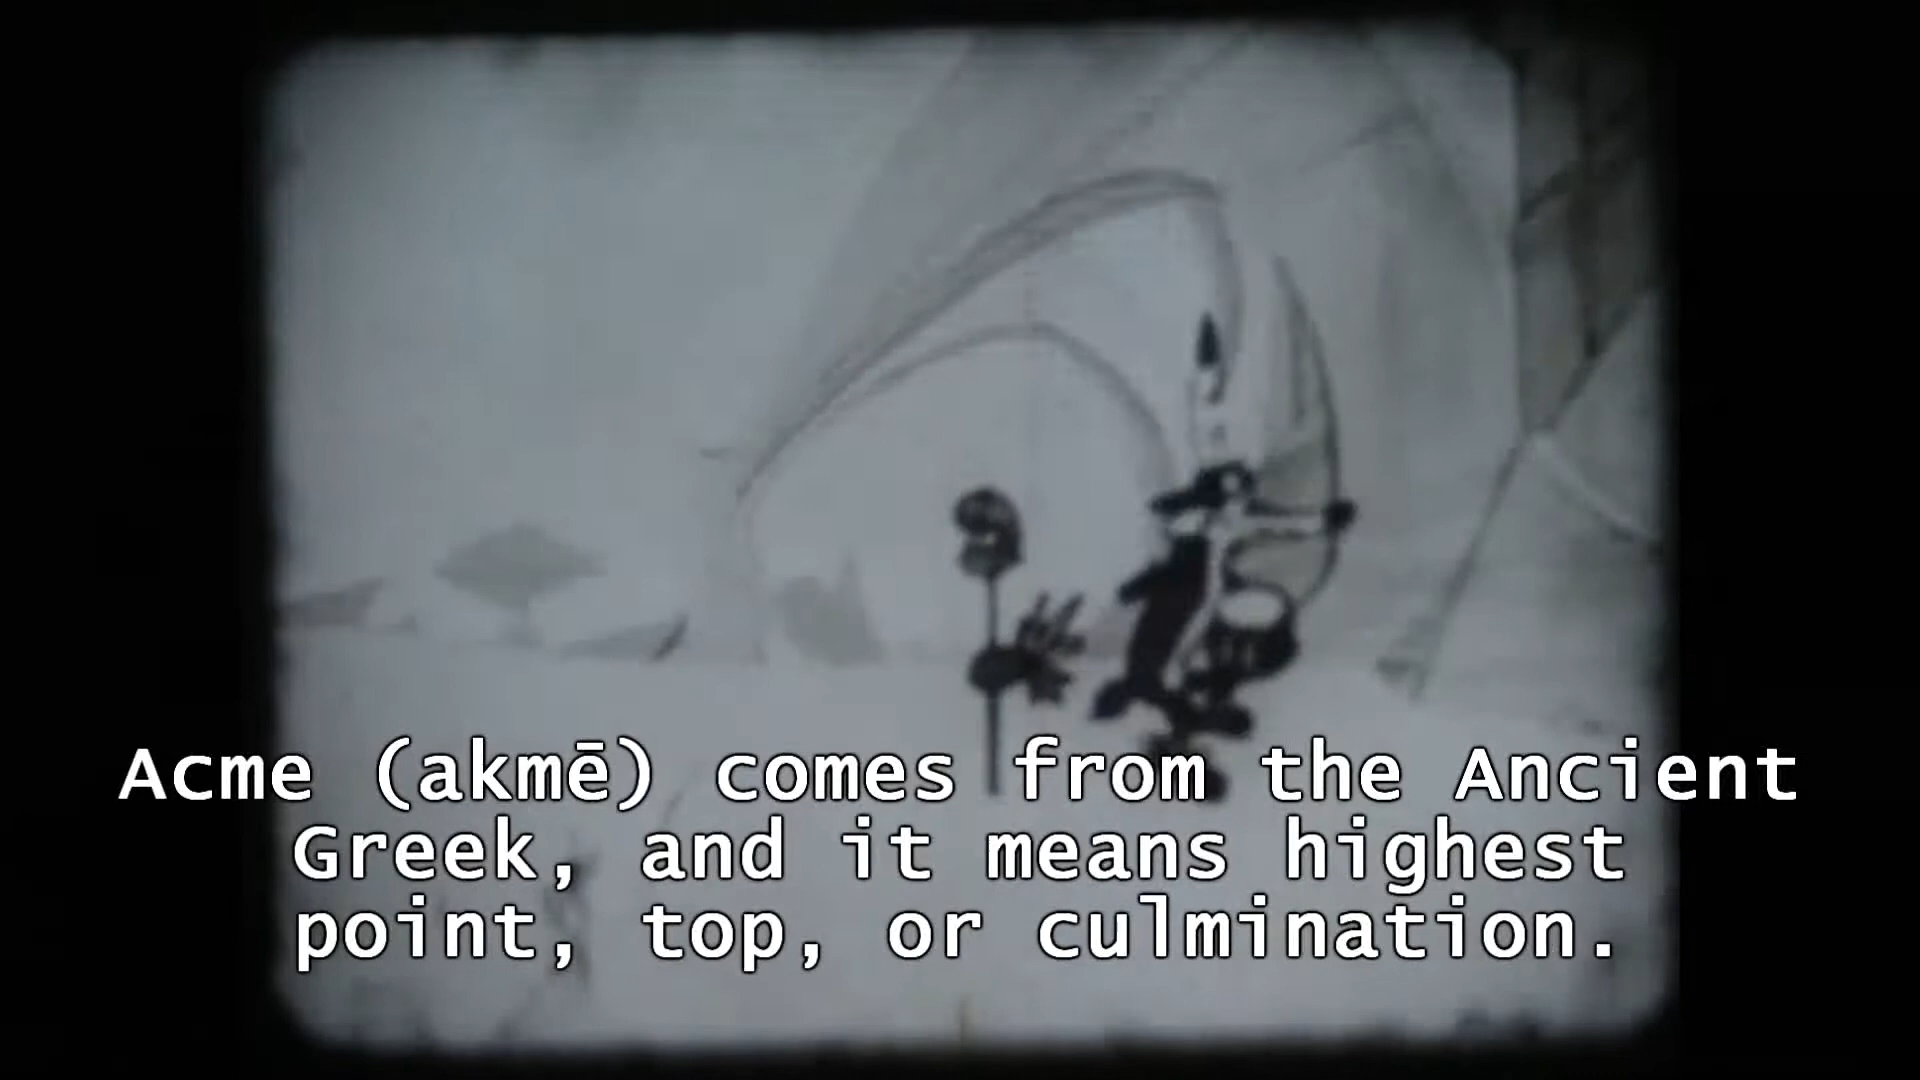 Acme (akmē) comes from the Ancient
Greek, and it means highest
point, top, or culmination.